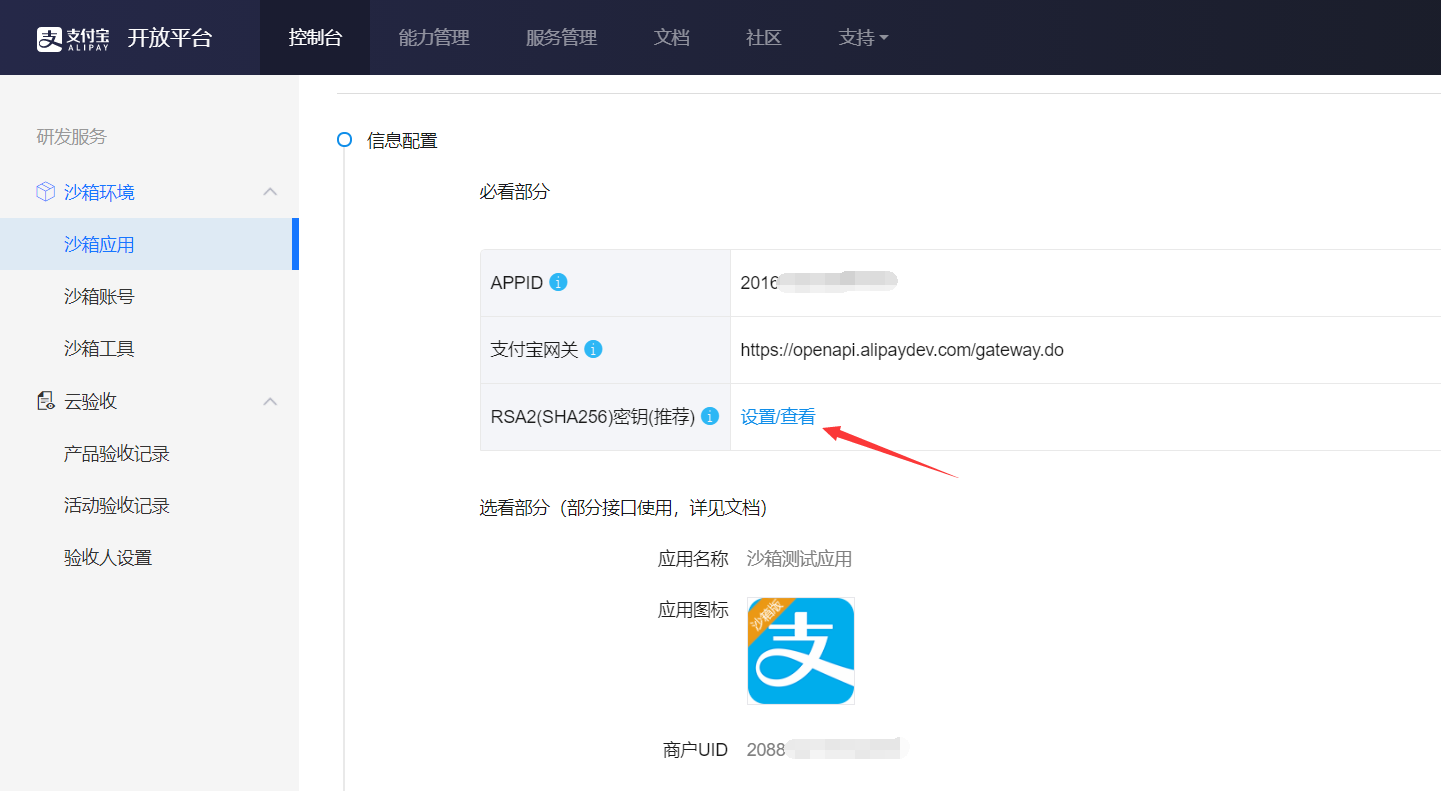 支付宝 ALIPAY 开放平台 控制台 能力管理 服务管理 文档 社区 支持
研发服务
沙箱环境
沙箱应用
沙箱账号
沙箱工具
云验收
产品验收记录
活动验收记录
验收人设置
信息配置
必看部分
APPID 2016
支付宝网关 https://openapi.alipaydev.com/gateway.do
RSA2(SHA256)密钥(推荐) 设置/查看
选看部分（部分接口使用，详见文档）
应用名称 沙箱测试应用
应用图标
沙箱版
支
商户UID 2088